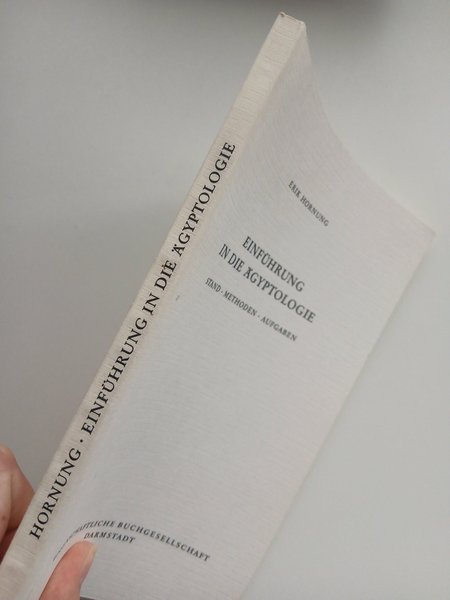 HORNUNG · EINFÜHRUNG IN DIE ÄGYPTOLOGIE
ERIK HORNUNG
EINFÜHRUNG
IN DIE ÄGYPTOLOGIE
STAND · METHODEN · AUFGABEN
BUCHGESELLSCHAFT
DARMSTADT